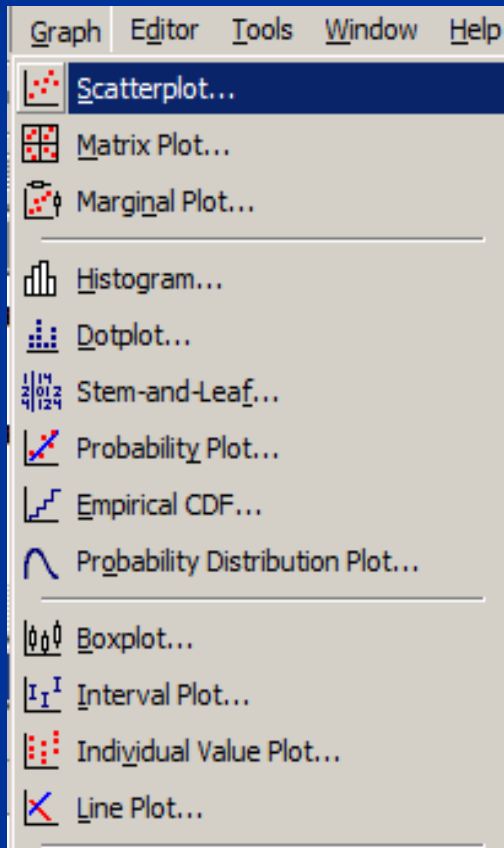 Graph Editor Tools Window Help
Scatterplot...
Matrix Plot...
Marginal Plot...
Histogram...
Dotplot...
Stem-and-Leaf...
Probability Plot...
Empirical CDF...
Probability Distribution Plot...
Boxplot...
Interval Plot...
Individual Value Plot...
Line Plot...